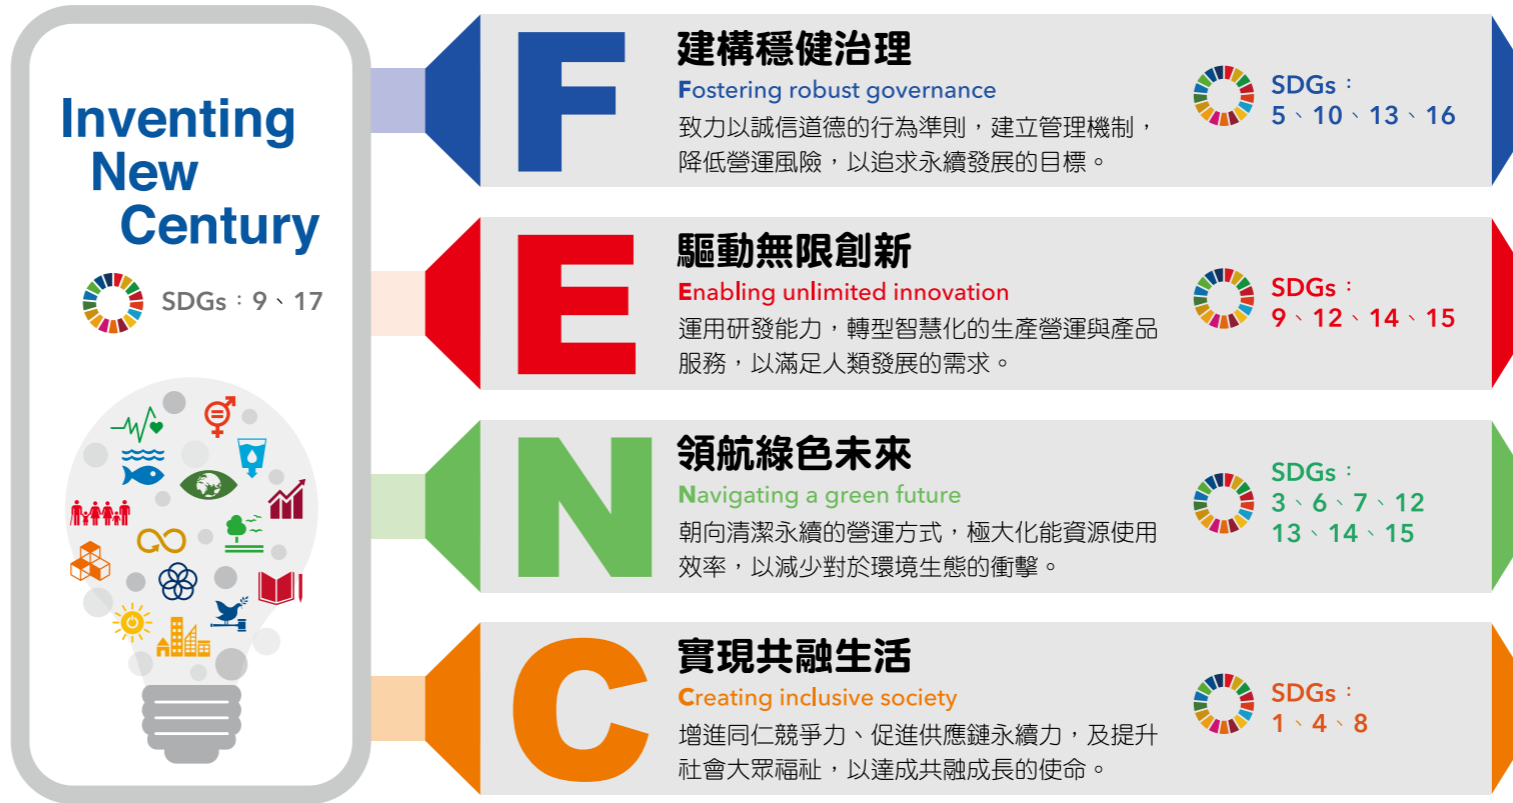 Inventing
New
Century
SDGs：9、17
F
建構穩健治理
Fostering robust governance
致力以誠信道德的行為準則，建立管理機制，
降低營運風險，以追求永續發展的目標。
SDGs：
5、10、13、16
E
驅動無限創新
Enabling unlimited innovation
運用研發能力，轉型智慧化的生產營運與產品
服務，以滿足人類發展的需求。
SDGs：
9、12、14、15
N
領航綠色未來
Navigating a green future
朝向清潔永續的營運方式，極大化能資源使用
效率，以減少對於環境生態的衝擊。
SDGs：
3、6、7、12
13、14、15
C
實現共融生活
Creating inclusive society
增進同仁競爭力、促進供應鏈永續力，及提升
社會大眾福祉，以達成共融成長的使命。
SDGs：
1、4、8